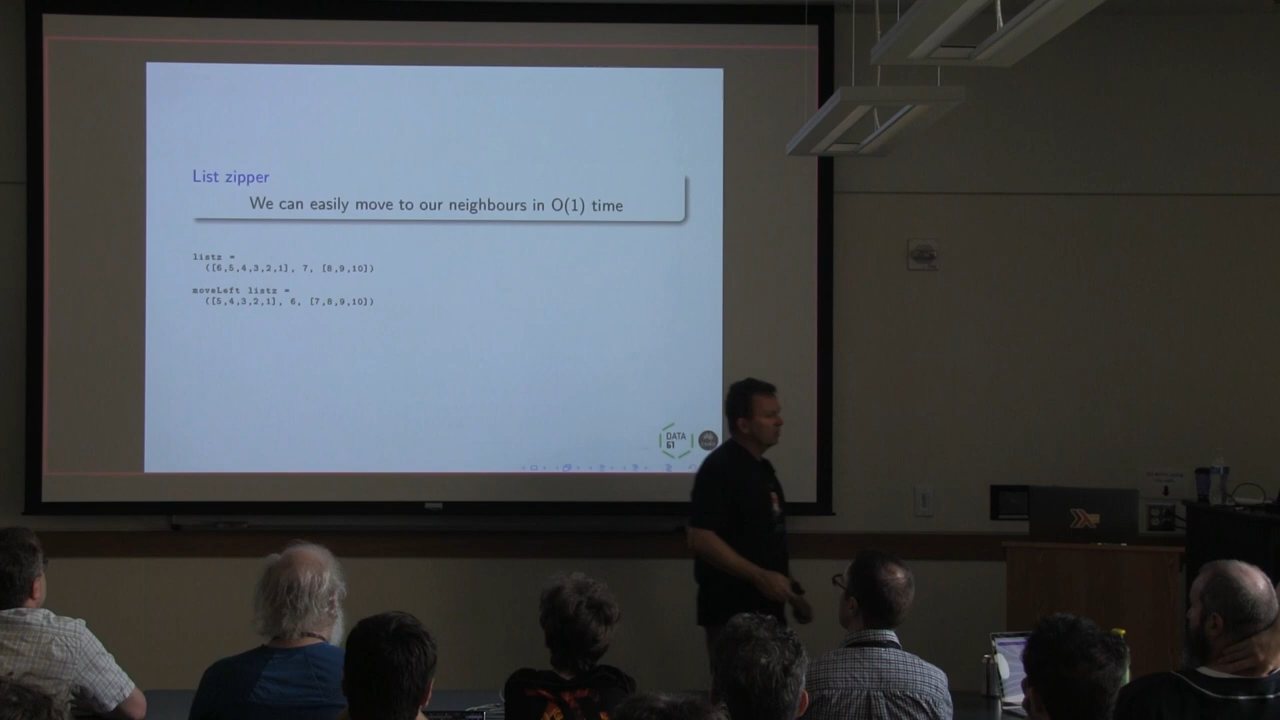 List zipper
We can easily move to our neighbours in O(1) time
listz =
([6,5,4,3,2,1], 7, [8,9,10])
moveLeft listz =
([5,4,3,2,1], 6, [7,8,9,10])
DATA
61